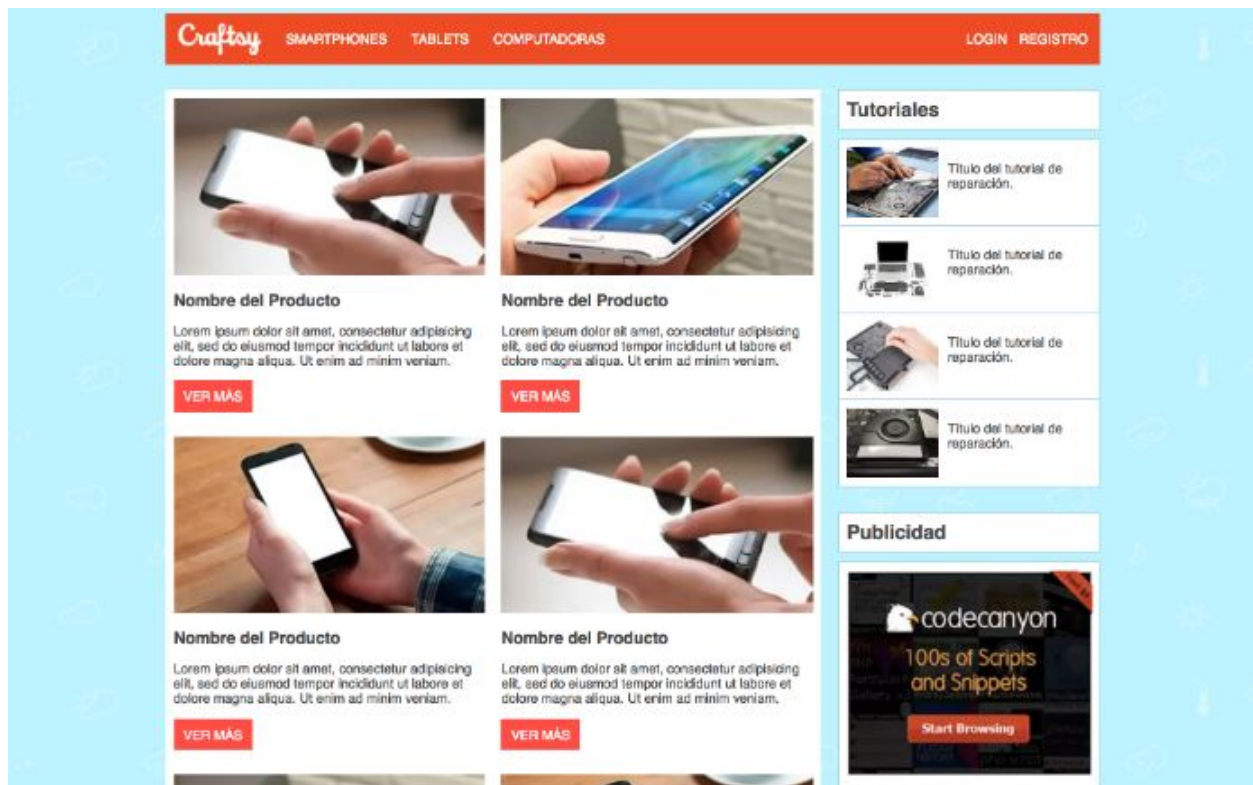 Craftsy SMARTPHONES TABLETS COMPUTADORAS LOGIN REGISTRO
Nombre del Producto
Lorem ipsum dolor sit amet, consectetur adipisicing
elit, sed do eiusmod tempor incididunt ut labore et
dolore magna aliqua. Ut enim ad minim veniam.
VER MÁS
Nombre del Producto
Lorem ipsum dolor sit amet, consectetur adipisicing
elit, sed do eiusmod tempor incididunt ut labore et
dolore magna aliqua. Ut enim ad minim veniam.
VER MÁS
Nombre del Producto
Lorem ipsum dolor sit amet, consectetur adipisicing
elit, sed do eiusmod tempor incididunt ut labore et
dolore magna aliqua. Ut enim ad minim veniam.
VER MÁS
Nombre del Producto
Lorem ipsum dolor sit amet, consectetur adipisicing
elit, sed do eiusmod tempor incididunt ut labore et
dolore magna aliqua. Ut enim ad minim veniam.
VER MÁS
Tutoriales
Título del tutorial de
reparación.
Título del tutorial de
reparación.
Título del tutorial de
reparación.
Título del tutorial de
reparación.
Publicidad
codecanyon
100s of Scripts
and Snippets
Start Browsing